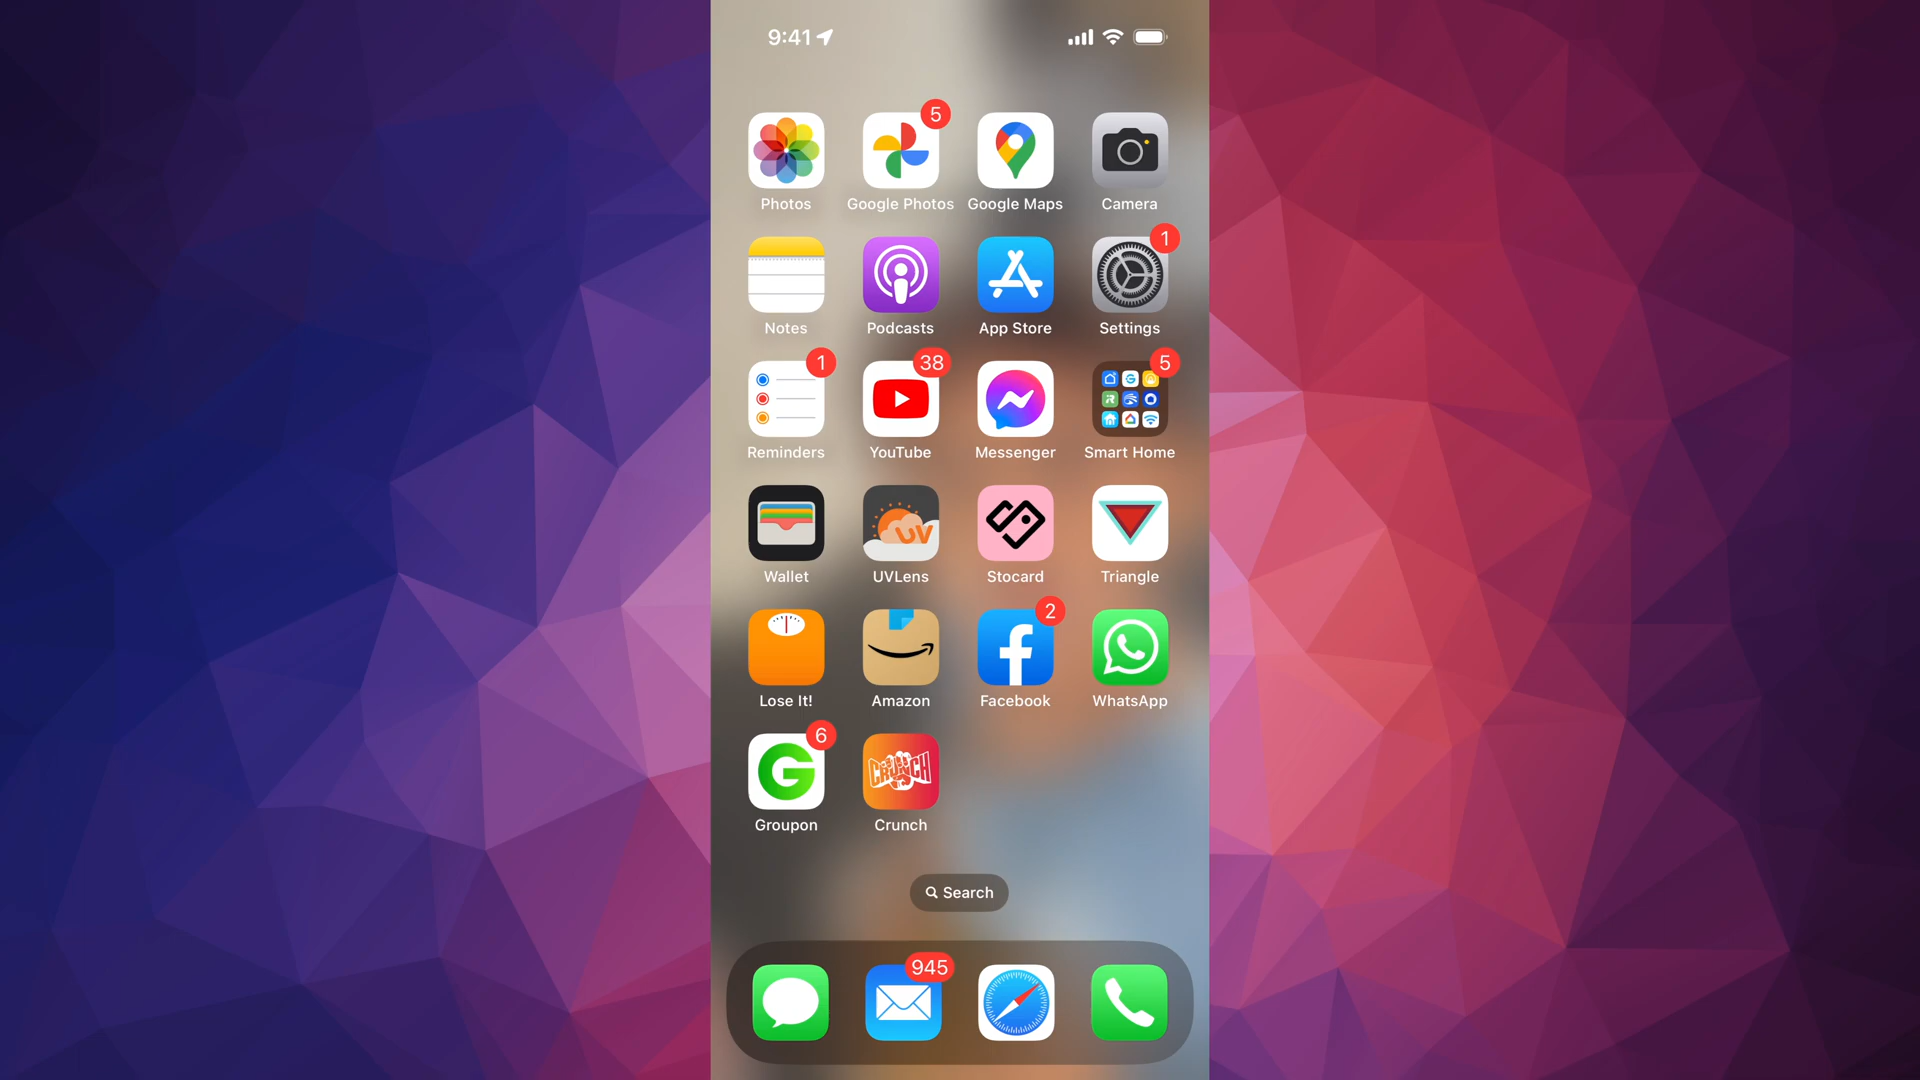 9:41
5
Photos Google Photos Google Maps Camera
1
Notes Podcasts App Store Settings
1 38 5
Reminders YouTube Messenger Smart Home
UV
Wallet UVLens Stocard Triangle
2
Lose It! Amazon Facebook WhatsApp
6
CRUNCH
Groupon Crunch
Search
945